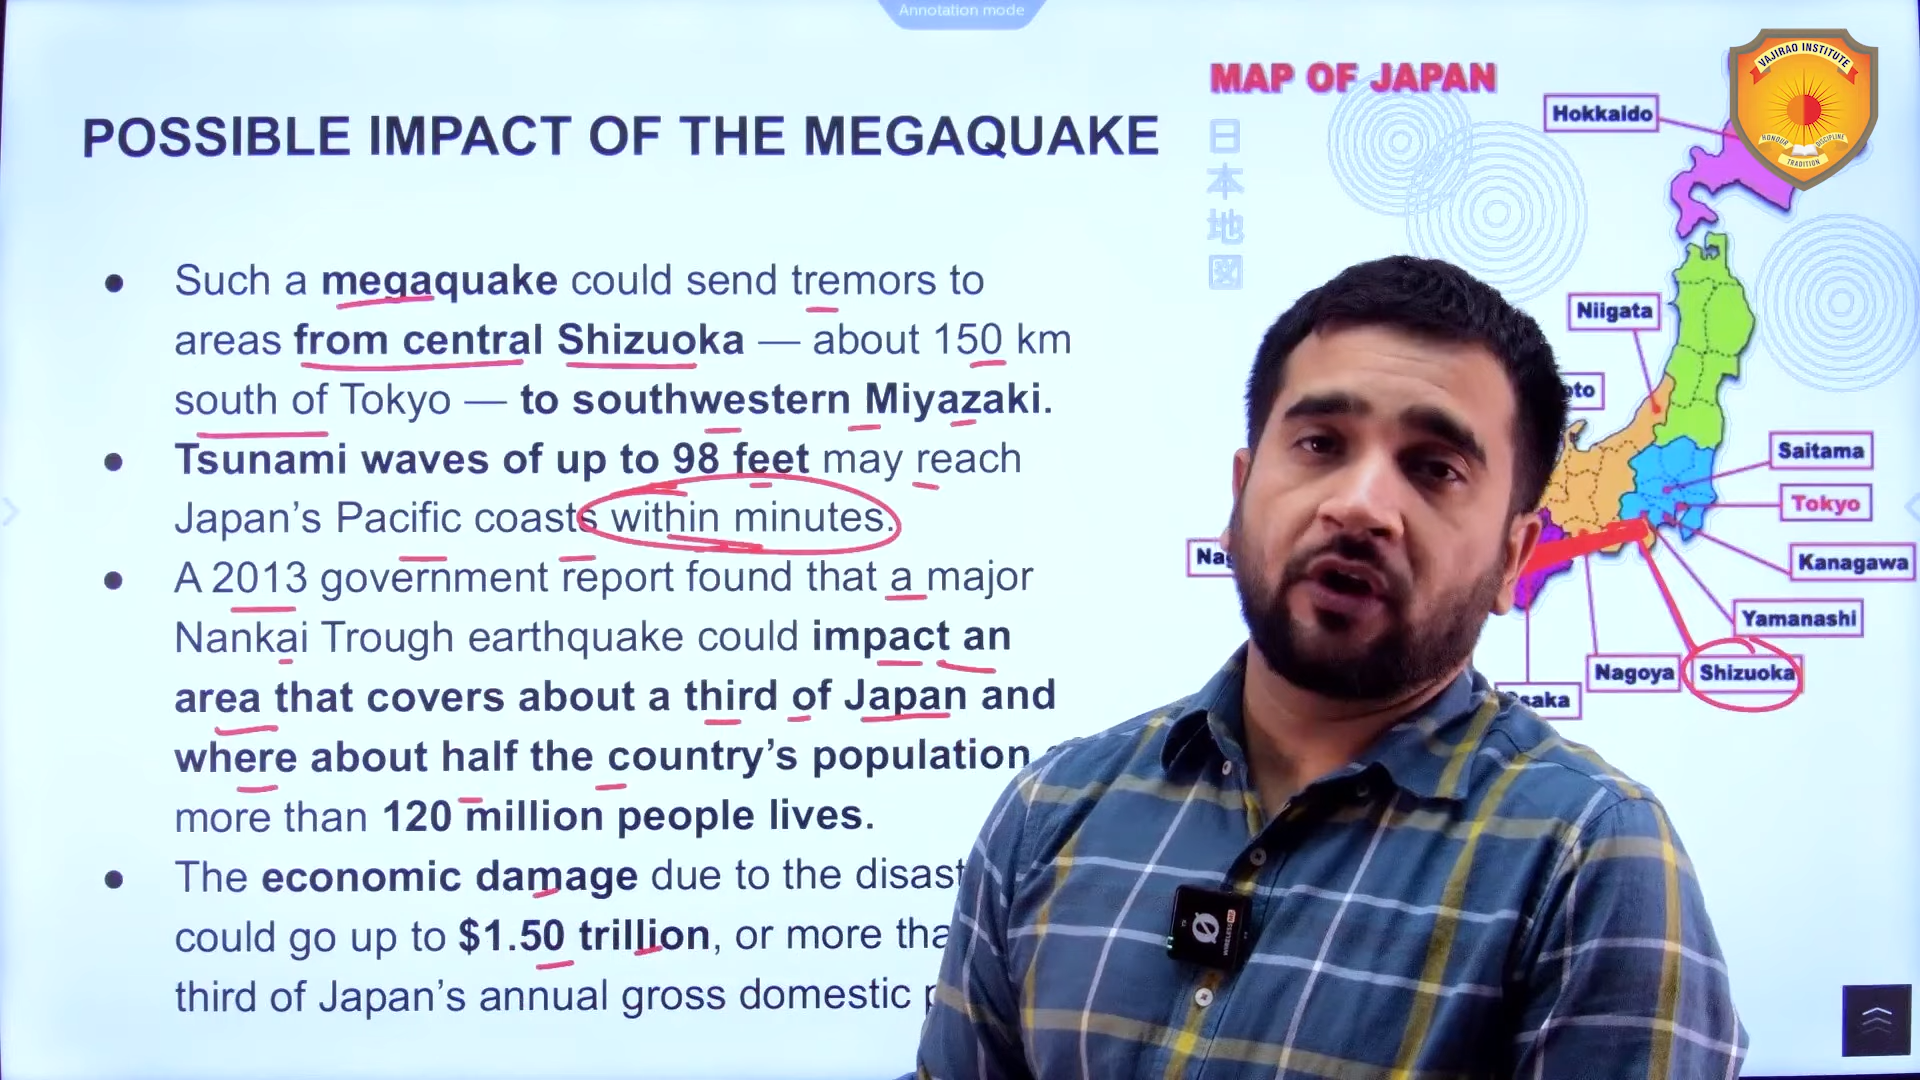 Annotation mode
VAJIRAO INSTITUTE
HONOUR
DISCIPLINE
TRADITION
MAP OF JAPAN
日
本
地
図
POSSIBLE IMPACT OF THE MEGAQUAKE
Such a megaquake could send tremors to
areas from central Shizuoka — about 150 km
south of Tokyo — to southwestern Miyazaki.
Tsunami waves of up to 98 feet may reach
Japan's Pacific coasts within minutes.
A 2013 government report found that a major
Nankai Trough earthquake could impact an
area that covers about a third of Japan and
where about half the country's population
more than 120 million people lives.
The economic damage due to the disast
could go up to $1.50 trillion, or more tha
third of Japan's annual gross domestic p
Hokkaido
Niigata
oto
Saitama
Tokyo
Kanagawa
Nag
Yamanashi
Nagoya
Shizuoka
saka
WIRELESS